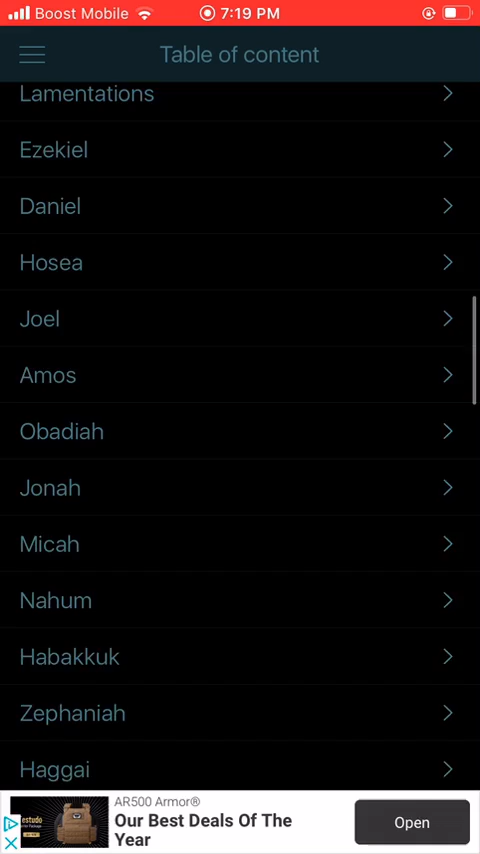 Boost Mobile 7:19 PM
Table of content
Lamentations
Ezekiel
Daniel
Hosea
Joel
Amos
Obadiah
Jonah
Micah
Nahum
Habakkuk
Zephaniah
Haggai
AR500 Armor®
Our Best Deals Of The
Year
Open